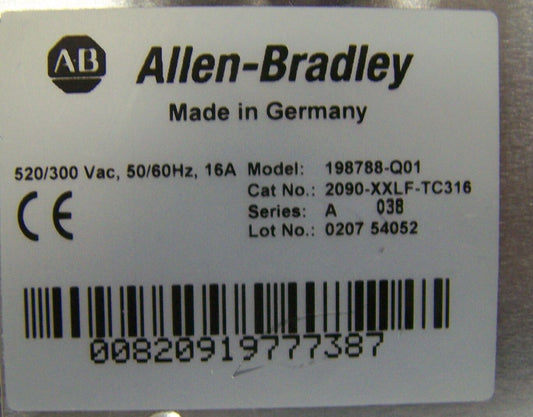 AB Allen-Bradley
Made in Germany
520/300 Vac, 50/60Hz, 16A Model: 198788-Q01
Cat No.: 2090-XXLF-TC316
CE Series: A 038
Lot No.: 0207 54052
00820919777387